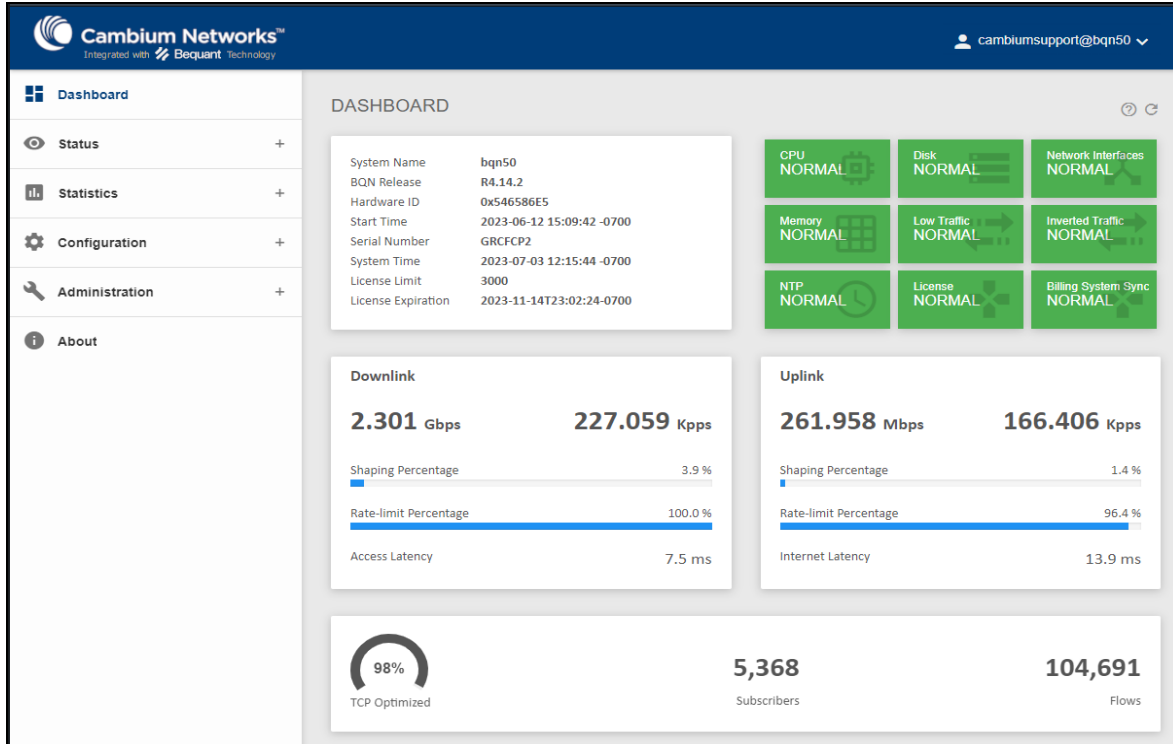 Cambium Networks™
Integrated with Bequant Technology
cambiumsupport@bqn50
Dashboard
Status +
Statistics +
Configuration +
Administration +
About
DASHBOARD
System Name bqn50
BQN Release R4.14.2
Hardware ID 0x546586E5
Start Time 2023-06-12 15:09:42 -0700
Serial Number GRCFCP2
System Time 2023-07-03 12:15:44 -0700
License Limit 3000
License Expiration 2023-11-14T23:02:24-0700
CPU
NORMAL
Disk
NORMAL
Network Interfaces
NORMAL
Memory
NORMAL
Low Traffic
NORMAL
Inverted Traffic
NORMAL
NTP
NORMAL
License
NORMAL
Billing System Sync
NORMAL
Downlink
2.301 Gbps 227.059 Kpps
Shaping Percentage 3.9 %
Rate-limit Percentage 100.0 %
Access Latency 7.5 ms
Uplink
261.958 Mbps 166.406 Kpps
Shaping Percentage 1.4 %
Rate-limit Percentage 96.4 %
Internet Latency 13.9 ms
98%
TCP Optimized
5,368
Subscribers
104,691
Flows